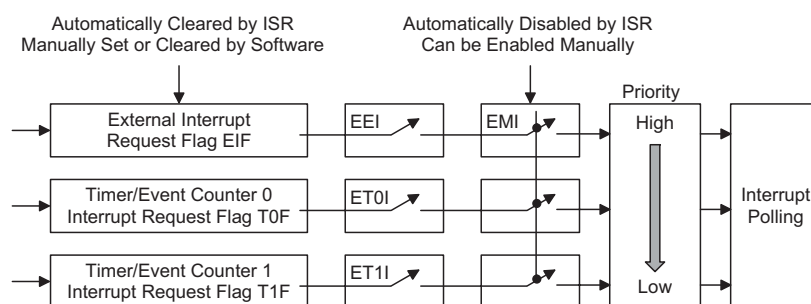 Automatically Cleared by ISR
Manually Set or Cleared by Software
Automatically Disabled by ISR
Can be Enabled Manually
Priority
External Interrupt
Request Flag EIF
EEI
EMI
High
Timer/Event Counter 0
Interrupt Request Flag T0F
ET0I
Interrupt
Polling
Timer/Event Counter 1
Interrupt Request Flag T1F
ET1I
Low